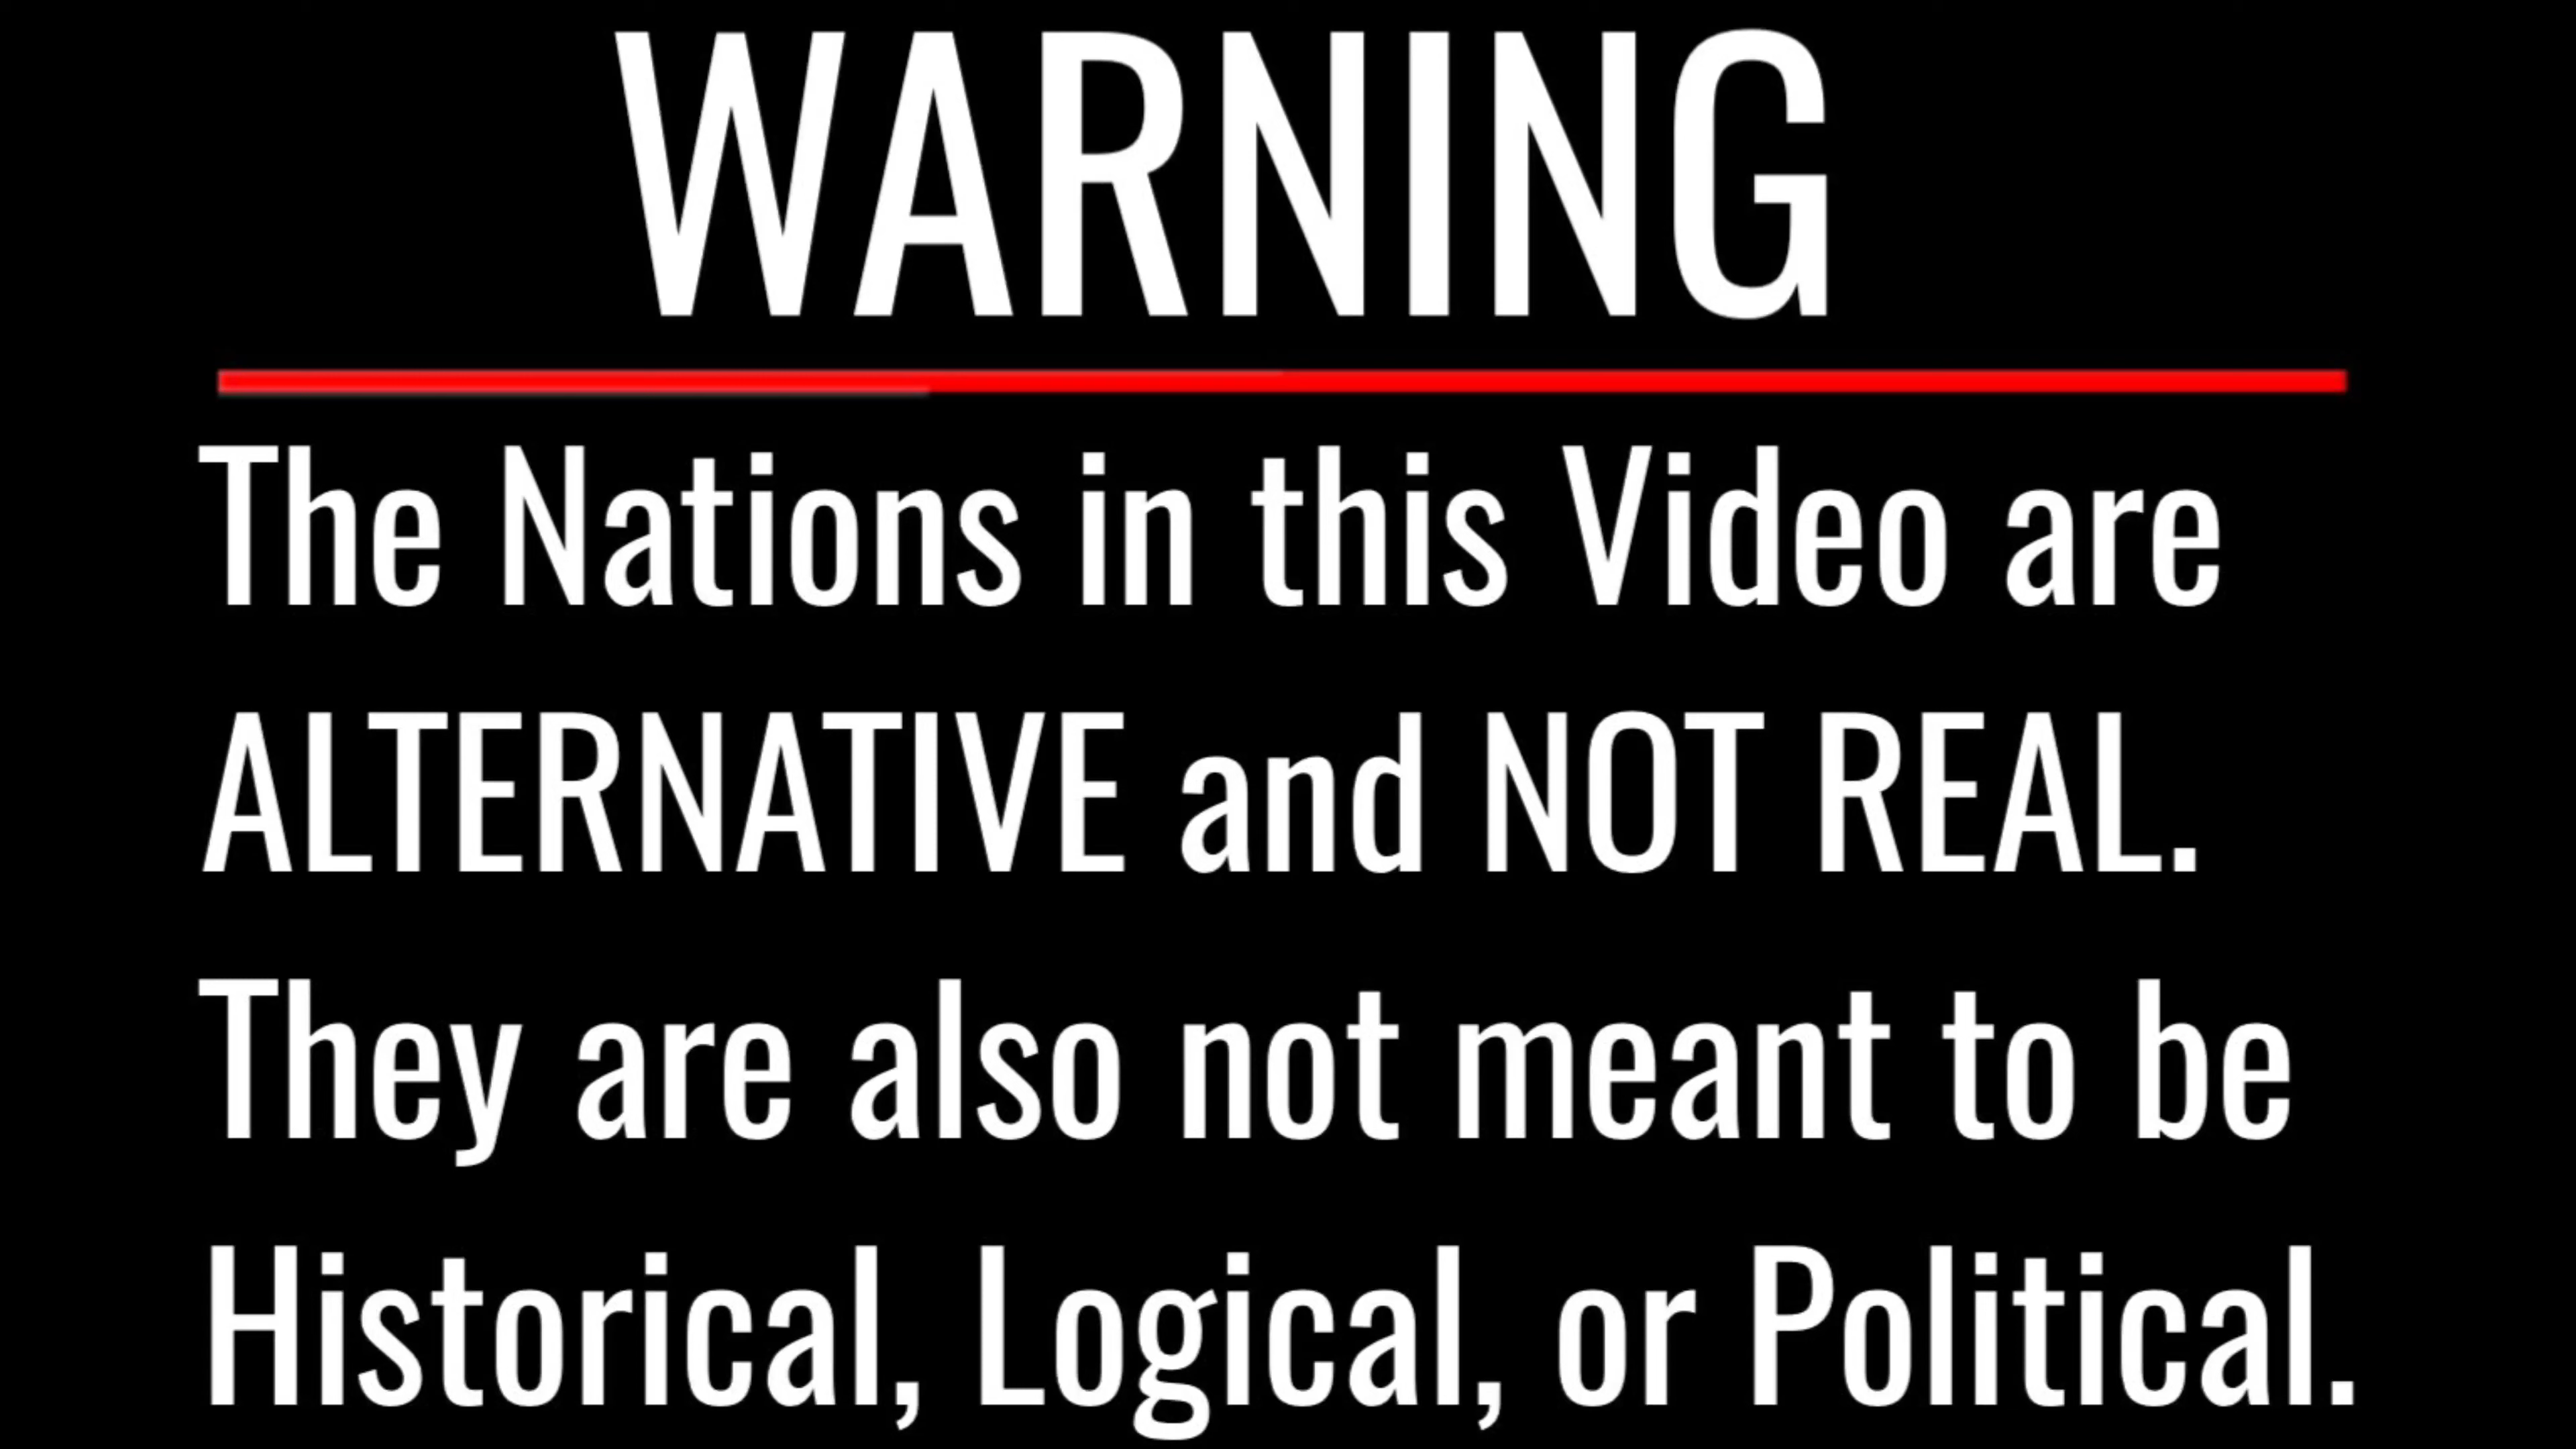 WARNING
The Nations in this Video are
ALTERNATIVE and NOT REAL.
They are also not meant to be
Historical, Logical, or Political.